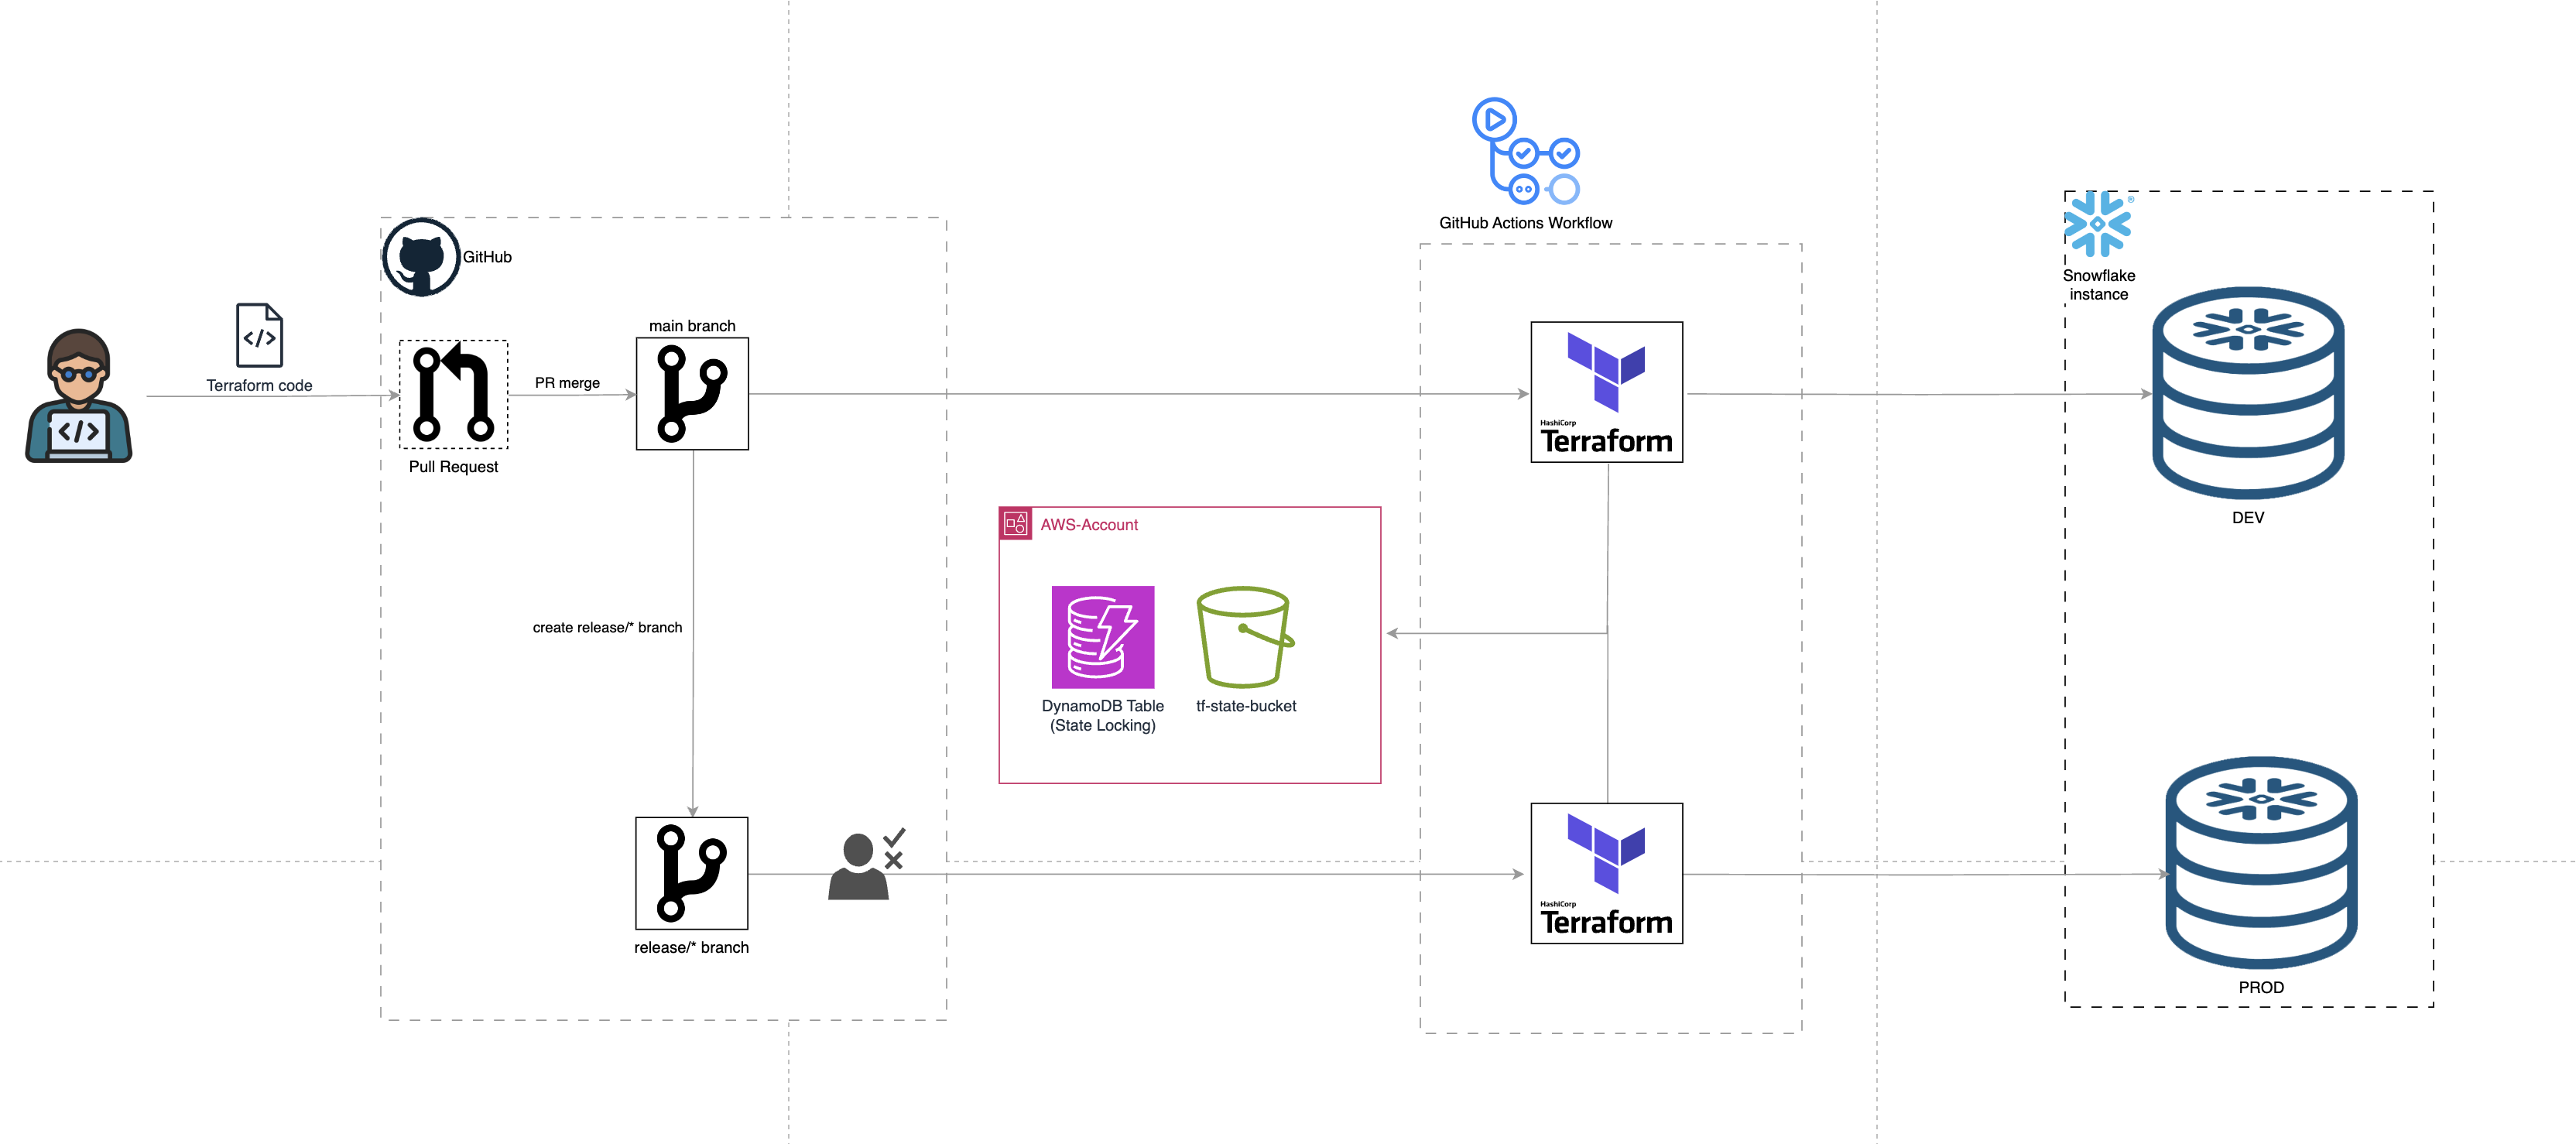 GitHub Actions Workflow
GitHub
Snowflake
instance
main branch
Terraform code
PR merge
Pull Request
HashiCorp
Terraform
DEV
AWS-Account
create release/* branch
DynamoDB Table
(State Locking)
tf-state-bucket
release/* branch
HashiCorp
Terraform
PROD
®